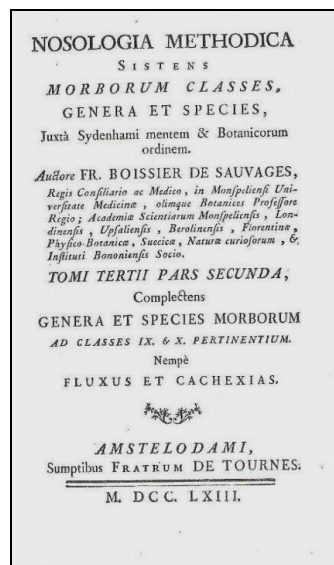 NOSOLOGIA METHODICA
SISTENS
MORBORUM CLASSES,
GENERA ET SPECIES,
Juxtà Sydenhami mentem & Botanicorum
ordinem.
Auctore FR. BOISSIER DE SAUVAGES,
Regis Consiliario ac Medico, in Monspeliensi Uni-
versitate Medicinæ, olimque Botanices Professore
Regio; Academiæ Scientiarum Monspeliensis, Lon-
dinensis, Upsaliensis, Berolinensis, Florentinæ,
Physico-Botanicæ, Suecicæ, Naturæ curiosorum, &
Instituti Bononiensis Socio.
TOMI TERTII PARS SECUNDA,
Complectens
GENERA ET SPECIES MORBORUM
AD CLASSES IX. & X. PERTINENTIUM.
Nempè
FLUXUS ET CACHEXIAS.
AMSTELODAMI,
Sumptibus FRATRUM DE TOURNES.
M. DCC. LXIII.